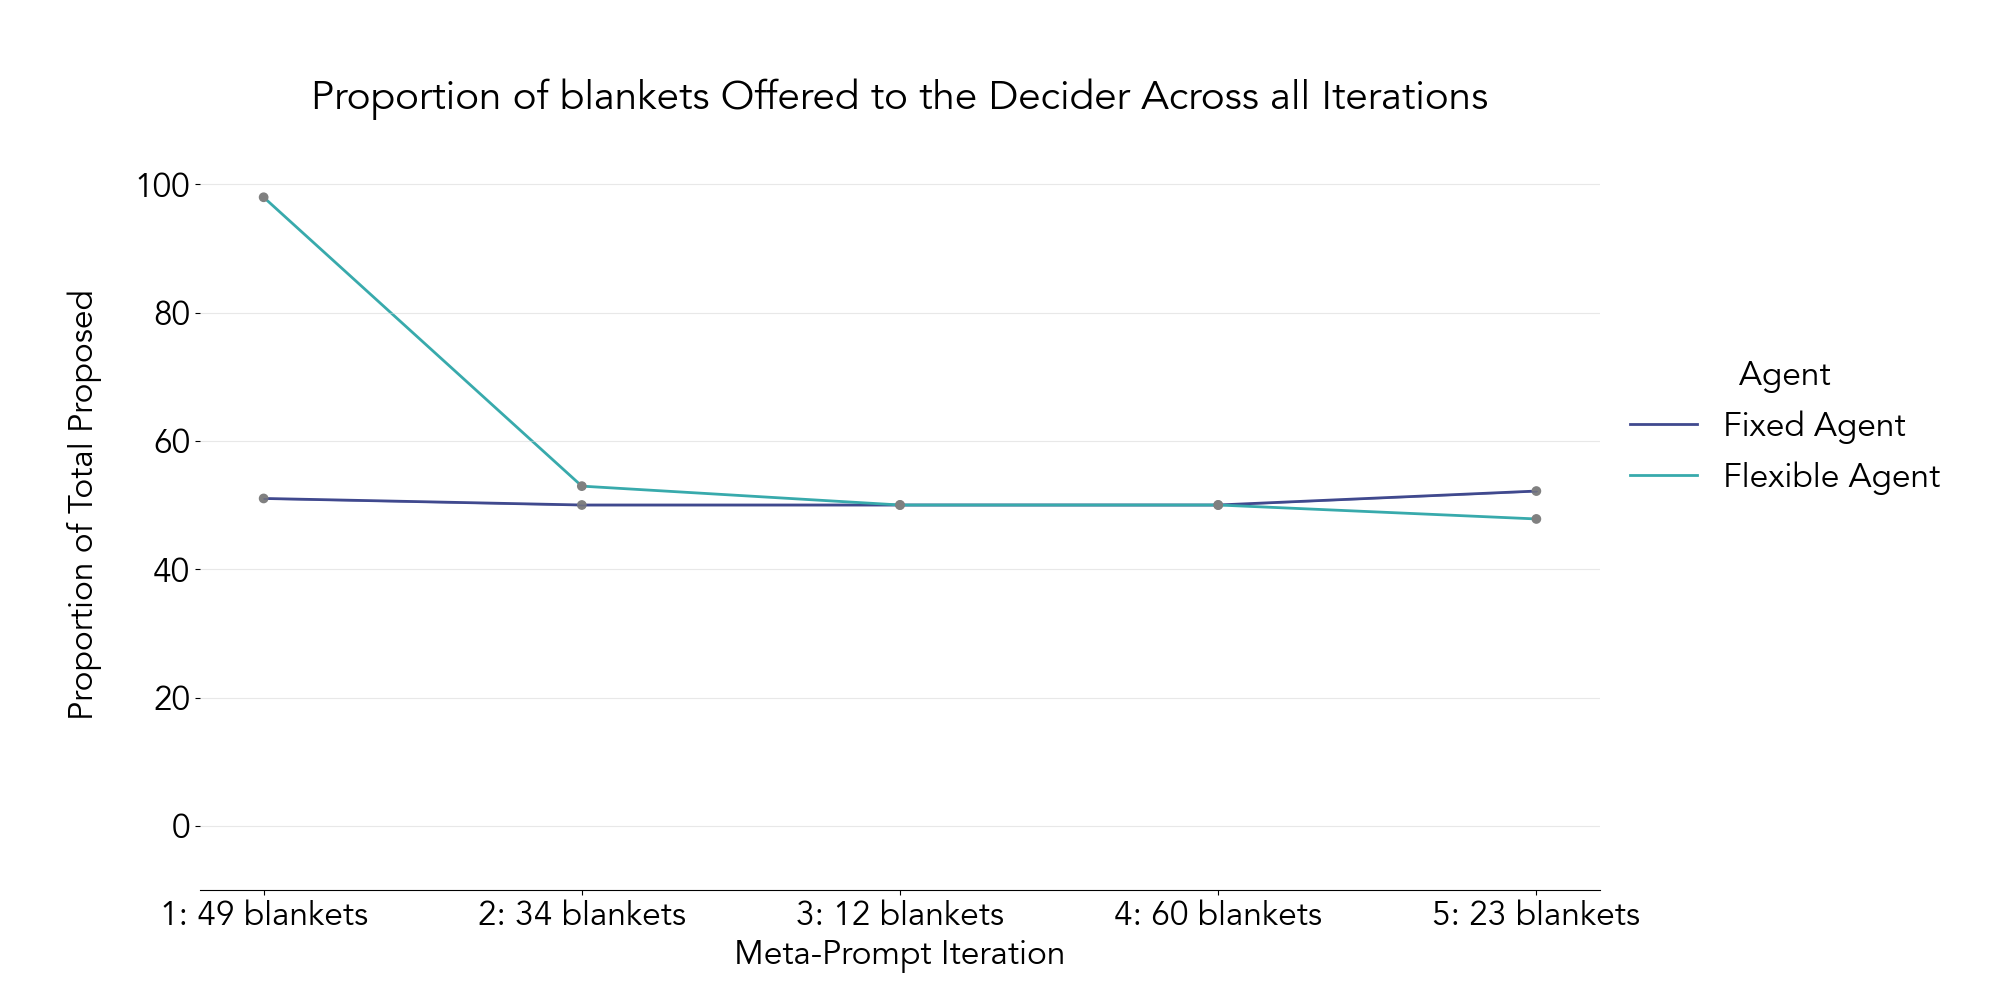 Proportion of blankets Offered to the Decider Across all Iterations
100
80
60
40
20
0
Proportion of Total Proposed
1: 49 blankets
2: 34 blankets
3: 12 blankets
4: 60 blankets
5: 23 blankets
Meta-Prompt Iteration
Agent
Fixed Agent
Flexible Agent